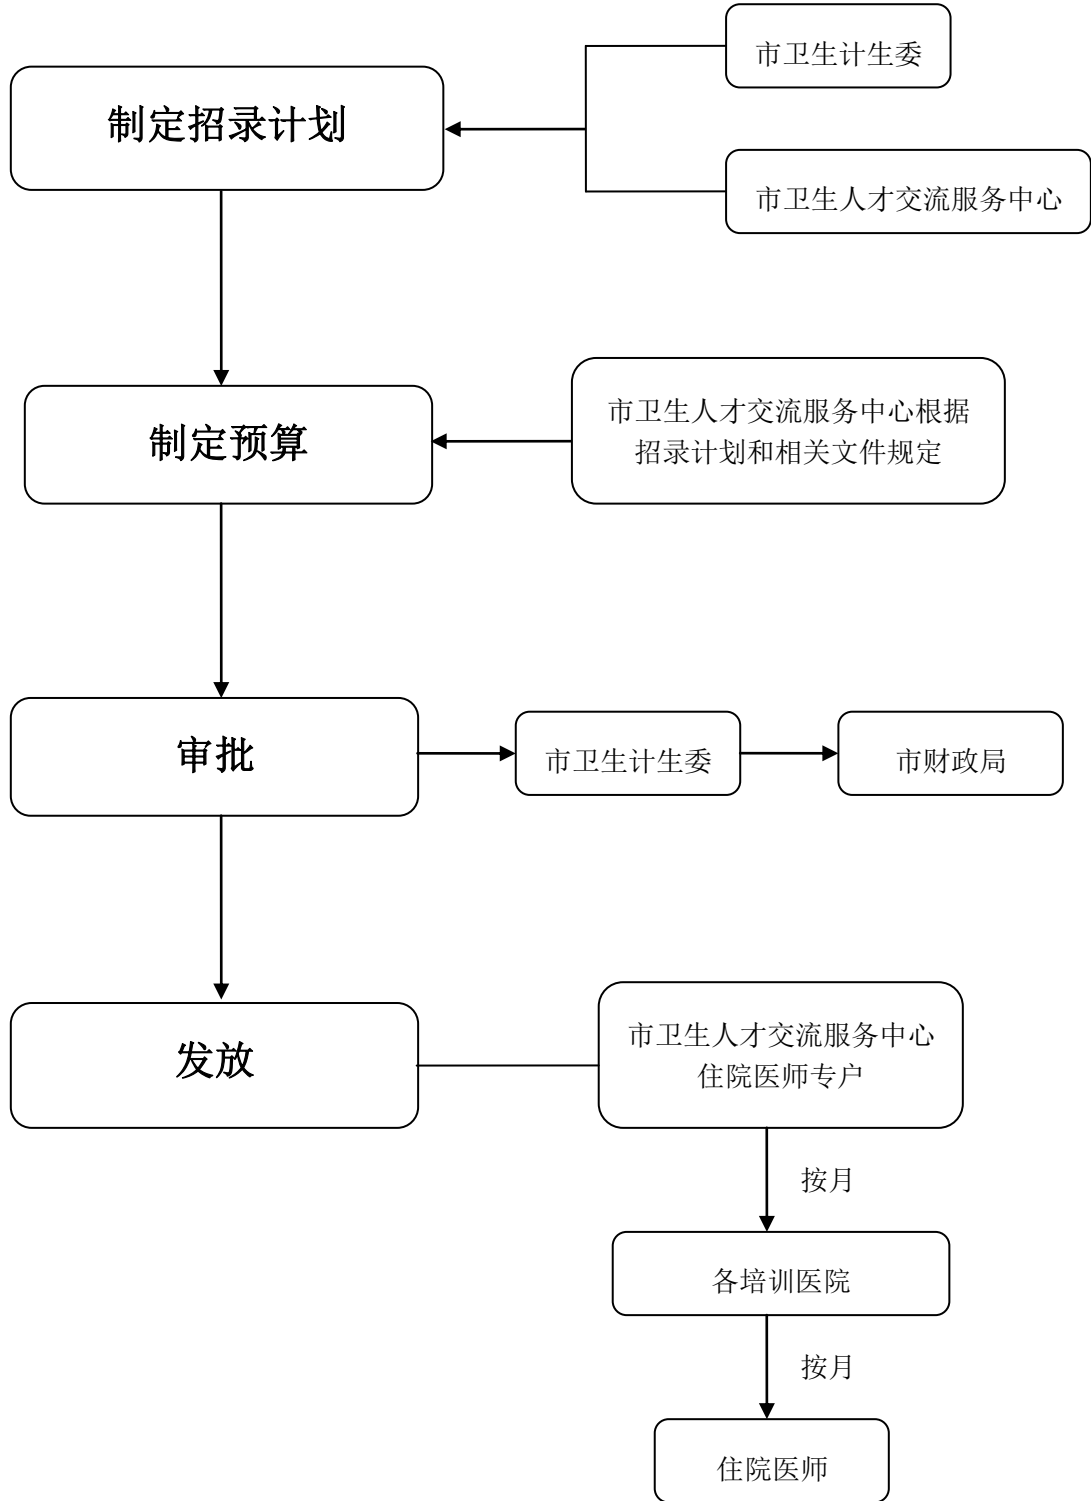 市卫生计生委
制定招录计划
市卫生人才交流服务中心
制定预算
市卫生人才交流服务中心根据
招录计划和相关文件规定
审批
市卫生计生委
市财政局
发放
市卫生人才交流服务中心
住院医师专户
按月
各培训医院
按月
住院医师